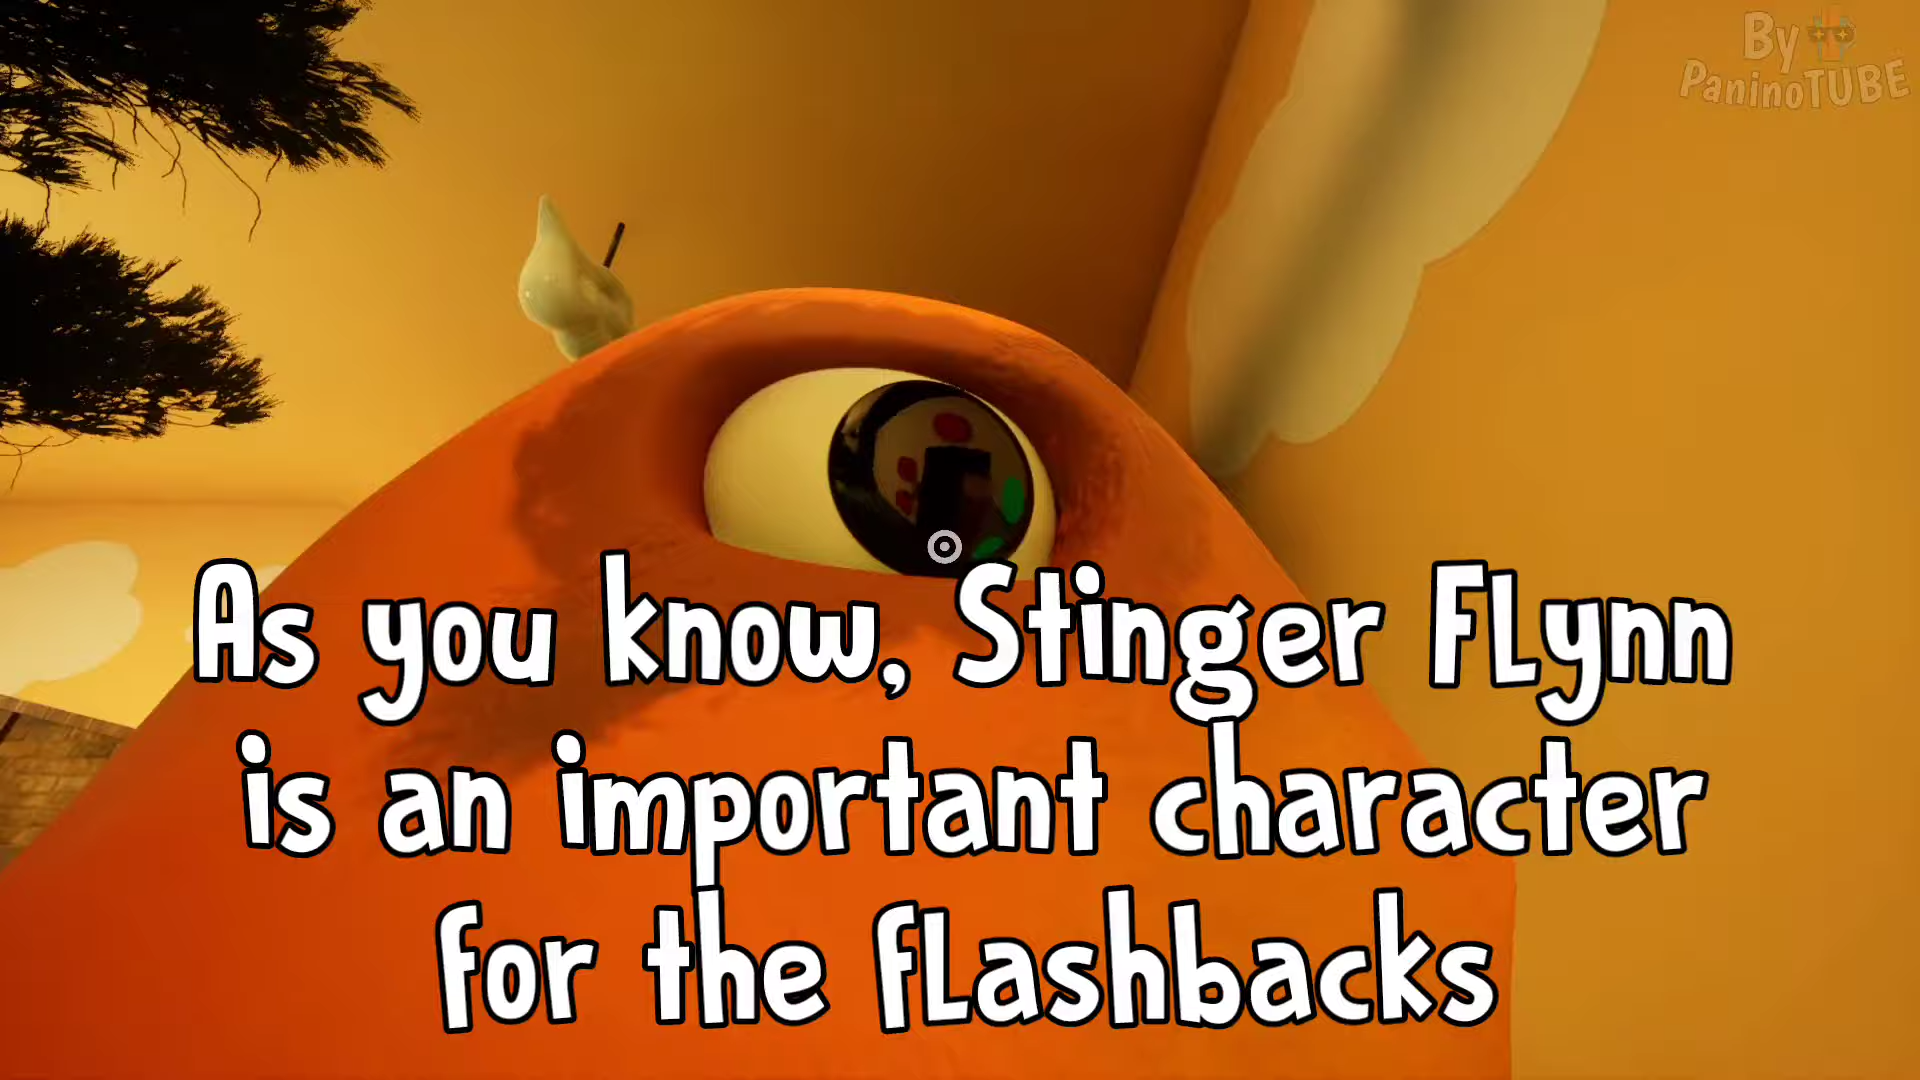 By
PaninoTUBE
As you know, Stinger Flynn
is an important character
for the flashbacks